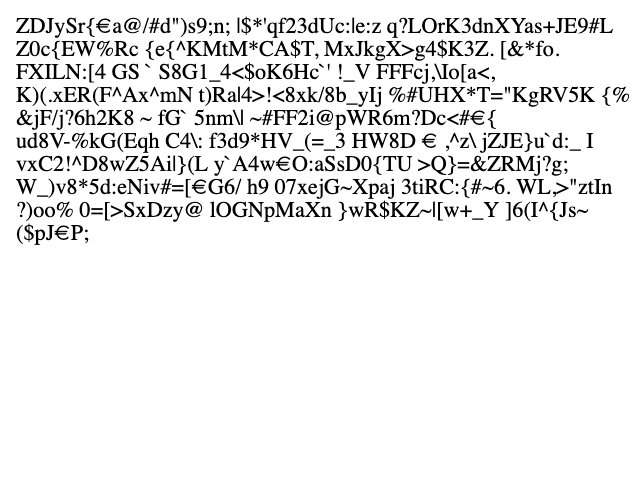 ZDJySr{€a@/#d")s9;n; |$*'qf23dUc:|e:z q?LOrK3dnXYas+JE9#L
Z0c{EW%Rc {e{^KMtM*CA$T, MxJkgX>g4$K3Z. [&*fo.
FXILN:[4 GS ` S8G1_4<$oK6Hc`' !_V FFFcj,\Io[a<,
K)(.xER(F^Ax^mN t)Ra|4>!<8xk/8b_yIj %#UHX*T="KgRV5K {%
&jF/j?6h2K8 ~ fG` 5nm\| ~#FF2i@pWR6m?Dc<#€{
ud8V-%kG(Eqh C4\: f3d9*HV_(=_3 HW8D € ,^z\ jZJE}u`d:_ I
vxC2!^D8wZ5Ai|}(L y`A4w€O:aSsD0{TU >Q}=&ZRMj?g;
W_)v8*5d:eNiv#=[€G6/ h9 07xejG~Xpaj 3tiRC:{#~6. WL,>"ztIn
?)oo% 0=[>SxDzy@ lOGNpMaXn }wR$KZ~|[w+_Y ]6(I^{Js~
($pJ€P;